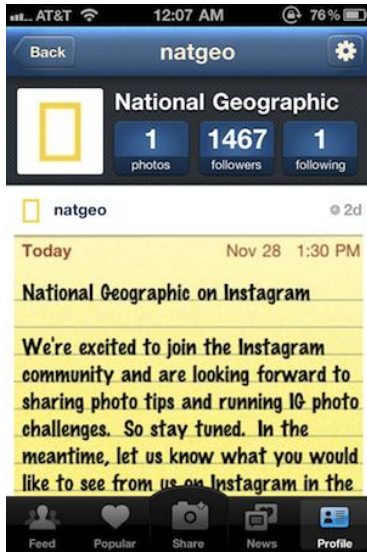 AT&T 12:07 AM 76%
Back natgeo
National Geographic
1 1467 1
photos followers following
natgeo 2d
Today Nov 28 1:30 PM
National Geographic on Instagram
We're excited to join the Instagram
community and are looking forward to
sharing photo tips and running IG photo
challenges. So stay tuned. In the
meantime, let us know what you would
like to see from us on Instagram in the
Feed Popular Share News Profile